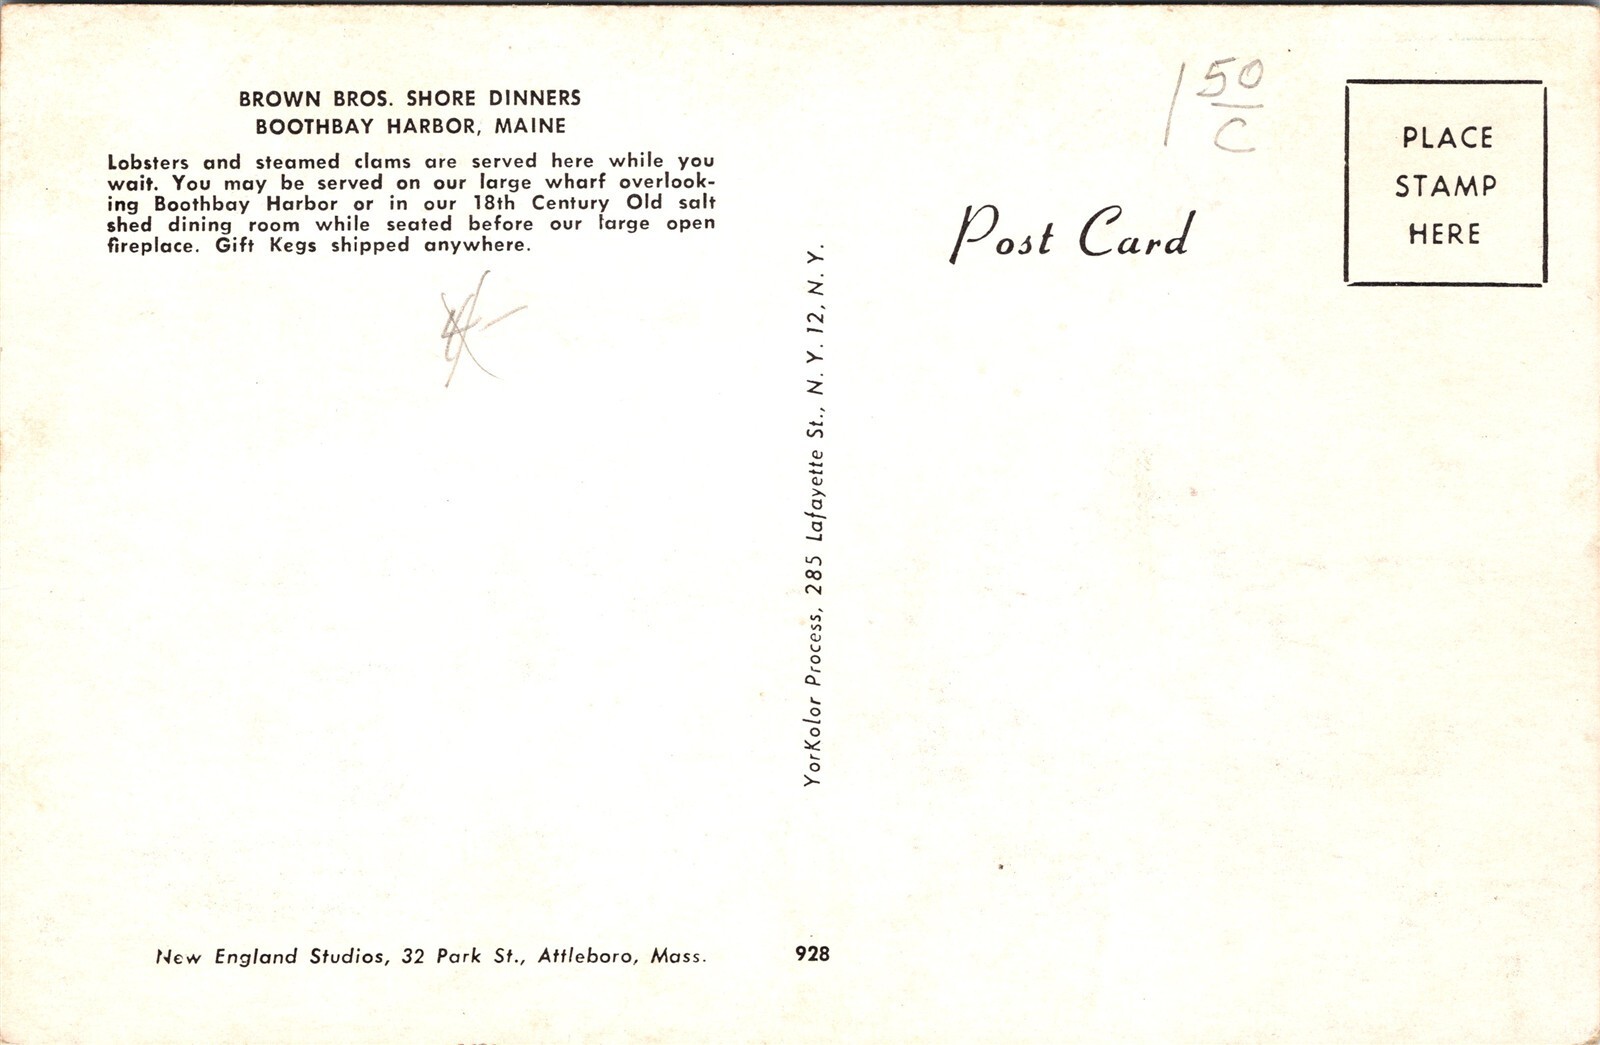 BROWN BROS. SHORE DINNERS
BOOTHBAY HARBOR, MAINE
Lobsters and steamed clams are served here while you
wait. You may be served on our large wharf overlook-
ing Boothbay Harbor or in our 18th Century Old salt
shed dining room while seated before our large open
fireplace. Gift Kegs shipped anywhere.
New England Studios, 32 Park St., Attleboro, Mass.
928
YorKolor Process, 285 Lafayette St., N. Y. 12, N. Y.
Post Card
1 50
C
PLACE
STAMP
HERE